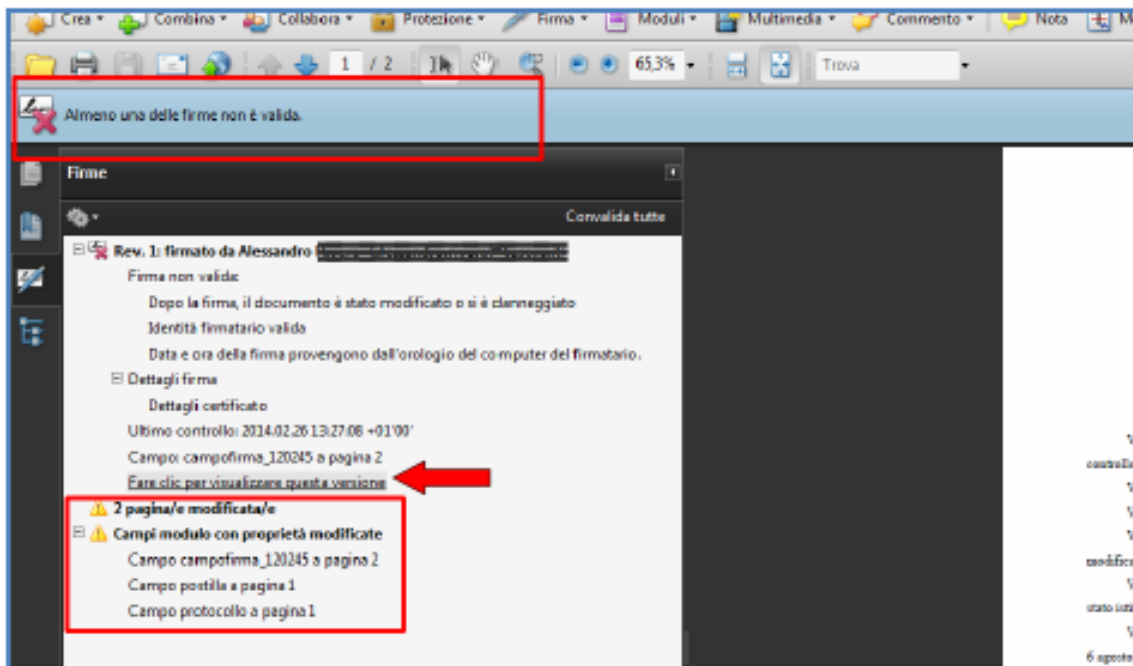 Crea Combina Collabora Protezione Firma Moduli Multimedia Commento Nota
1 / 2 65,3% Trova
Almeno una delle firme non è valida.
Firme
Convalida tutte
Rev. 1: firmato da Alessandro
Firma non valida:
Dopo la firma, il documento è stato modificato o si è danneggiato
Identità firmatario valida
Data e ora della firma provengono dall'orologio del computer del firmatario.
Dettagli firma
Dettagli certificato
Ultimo controllo: 2014.02.26 13:27:08 +01'00'
Campo: campofirma_120245 a pagina 2
Fare clic per visualizzare questa versione
2 pagina/e modificata/e
Campi modulo con proprietà modificate
Campo campofirma_120245 a pagina 2
Campo postilla a pagina 1
Campo protocollo a pagina 1
V
V
V
V
V
stato
V
6 agosto